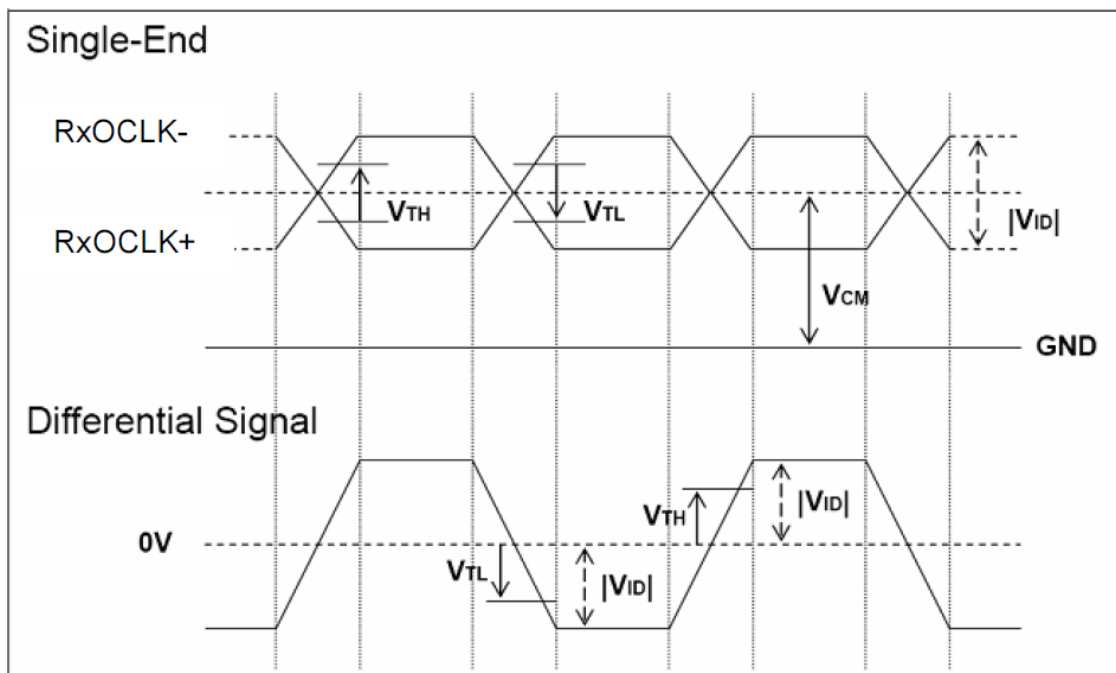 Single-End
RxOCLK-
VTH
VTL
|VID|
RxOCLK+
VCM
GND
Differential Signal
VTH
|VID|
0V
VTL
|VID|